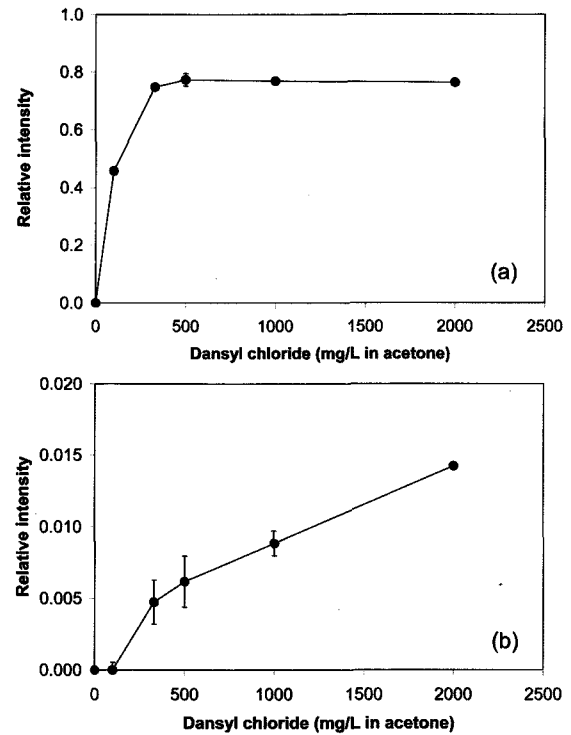 1.0
0.8
0.6
0.4
0.2
0.0
Relative intensity
(a)
0 500 1000 1500 2000 2500
Dansyl chloride (mg/L in acetone)
0.020
0.015
0.010
0.005
0.000
Relative intensity
(b)
0 500 1000 1500 2000 2500
Dansyl chloride (mg/L in acetone)